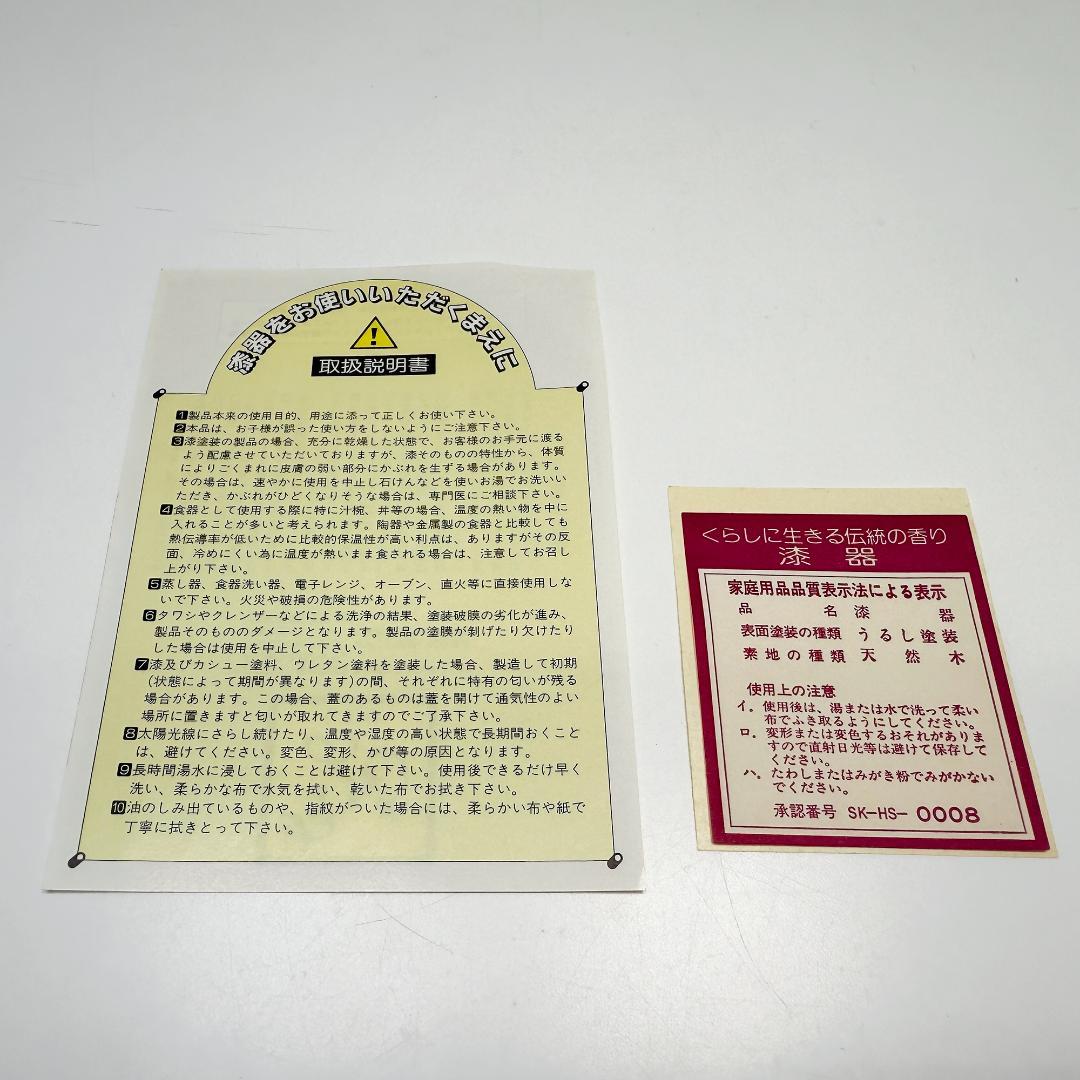 漆器をお使いいただくまえに
取扱説明書
1製品本来の使用目的、用途に添って正しくお使い下さい。
2本品は、お子様が誤った使い方をしないようにご注意下さい。
3漆塗装の製品の場合、充分に乾燥した状態で、お客様のお手元に渡る
よう配慮させていただいておりますが、漆そのものの特性から、体質
によりごくまれに皮膚の弱い部分にかぶれを生ずる場合があります。
その場合は、速やかに使用を中止し石けんなどを使いお湯でお洗いい
ただき、かぶれがひどくなりそうな場合は、専門医にご相談下さい。
4食器として使用する際に特に汁椀、丼等の場合、温度の熱い物を中に
入れることが多いと考えられます。陶器や金属製の食器と比較しても
熱伝導率が低いために比較的保温性が高い利点は、ありますがその反
面、冷めにくい為に温度が熱いまま食される場合は、注意してお召し
上がり下さい。
5蒸し器、食器洗い器、電子レンジ、オーブン、直火等に直接使用しな
いで下さい。火災や破損の危険性があります。
6タワシやクレンザーなどによる洗浄の結果、塗装破膜の劣化が進み、
製品そのもののダメージとなります。製品の塗膜が剝げたり欠けたり
した場合は使用を中止して下さい。
7漆及びカシュー塗料、ウレタン塗料を塗装した場合、製造して初期
(状態によって期間が異なります)の間、それぞれに特有の匂いが残る
場合があります。この場合、蓋のあるものは蓋を開けて通気性のよい
場所に置きますと匂いが取れてきますのでご了承下さい。
8太陽光線にさらし続けたり、温度や湿度の高い状態で長期間おくこと
は、避けてください。変色、変形、かび等の原因となります。
9長時間湯水に浸しておくことは避けて下さい。使用後できるだけ早く
洗い、柔らかな布で水気を拭い、乾いた布でお拭き下さい。
10油のしみ出ているものや、指紋がついた場合には、柔らかい布や紙で
丁寧に拭きとって下さい。
くらしに生きる伝統の香り
漆器
家庭用品品質表示法による表示
品名 漆器
表面塗装の種類 うるし塗装
素地の種類 天然木
使用上の注意
イ。使用後は、湯または水で洗って柔い
布でふき取るようにしてください。
ロ。変形または変色するおそれがありま
すので直射日光等は避けて保存して
ください。
ハ。たわしまたはみがき粉でみがかない
でください。
承認番号 SK-HS-0008